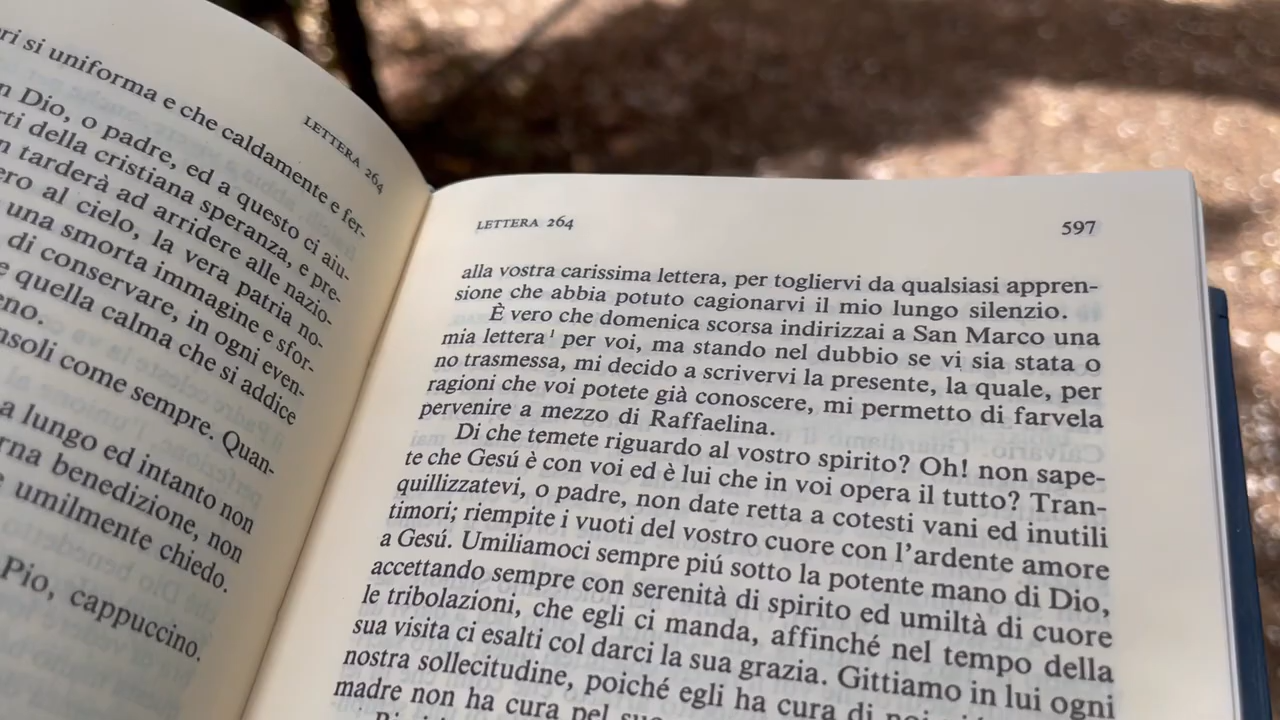 ri si uniforma e che caldamente e fer-
LETTERA 264
n Dio, o padre, ed a questo ci aiu-
rti della cristiana speranza, e pre-
n tarderà ad arridere alle nazio-
ero al cielo, la vera patria no-
una smorta immagine e sfor-
di conservare, in ogni even-
e quella calma che si addice
eno.
nsoli come sempre. Quan-
a lungo ed intanto non
rna benedizione, non
e umilmente chiedo.
Pio, cappuccino.
LETTERA 264
597
alla vostra carissima lettera, per togliervi da qualsiasi appren-
sione che abbia potuto cagionarvi il mio lungo silenzio.
È vero che domenica scorsa indirizzai a San Marco una
mia lettera¹ per voi, ma stando nel dubbio se vi sia stata o
no trasmessa, mi decido a scrivervi la presente, la quale, per
ragioni che voi potete già conoscere, mi permetto di farvela
pervenire a mezzo di Raffaelina.
Di che temete riguardo al vostro spirito? Oh! non sape-
te che Gesú è con voi ed è lui che in voi opera il tutto? Tran-
quillizzatevi, o padre, non date retta a cotesti vani ed inutili
timori; riempite i vuoti del vostro cuore con l'ardente amore
a Gesú. Umiliamoci sempre piú sotto la potente mano di Dio,
accettando sempre con serenità di spirito ed umiltà di cuore
le tribolazioni, che egli ci manda, affinché nel tempo della
sua visita ci esalti col darci la sua grazia. Gittiamo in lui ogni
nostra sollecitudine, poiché egli ha cura di noi
madre non ha cura pel